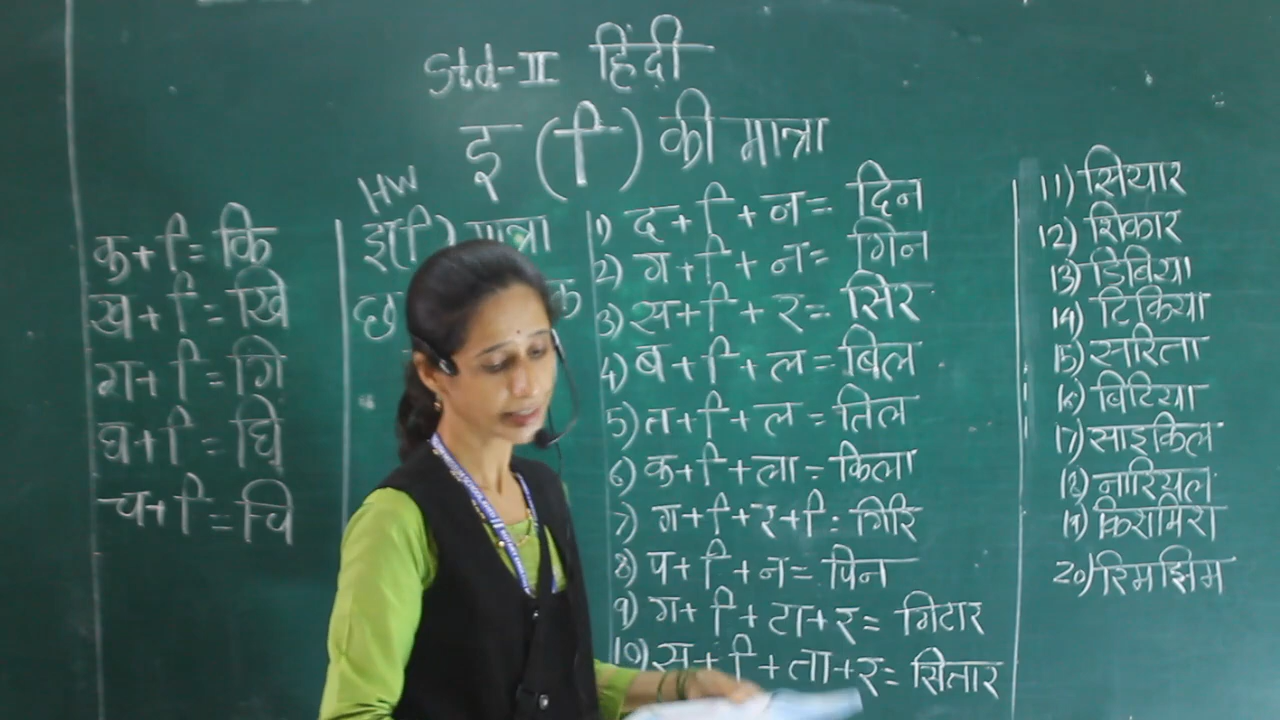 Std-II हिंदी
इ (ि) की मात्रा
क+ि=कि
ख+ि=खि
ग+ि=गि
घ+ि=घि
च+ि=चि
HW
इ(ि) मात्रा
छ
1) द+ि+न= दिन
2) ग+ि+न= गिन
3) स+ि+र= सिर
4) ब+ि+ल=बिल
5) त+ि+ल=तिल
6) क+ि+ला=किला
7) ग+ि+र+ि= गिरि
8) प+ि+न= पिन
9) ग+ि+टा+र= गिटार
10) स+ि+ता+र= सितार
11) सियार
12) शिकार
13) डिबिया
14) टिकिया
15) सरिता
16) बिटिया
17) साइकिल
18) नारियल
19)
20) रिमझिम